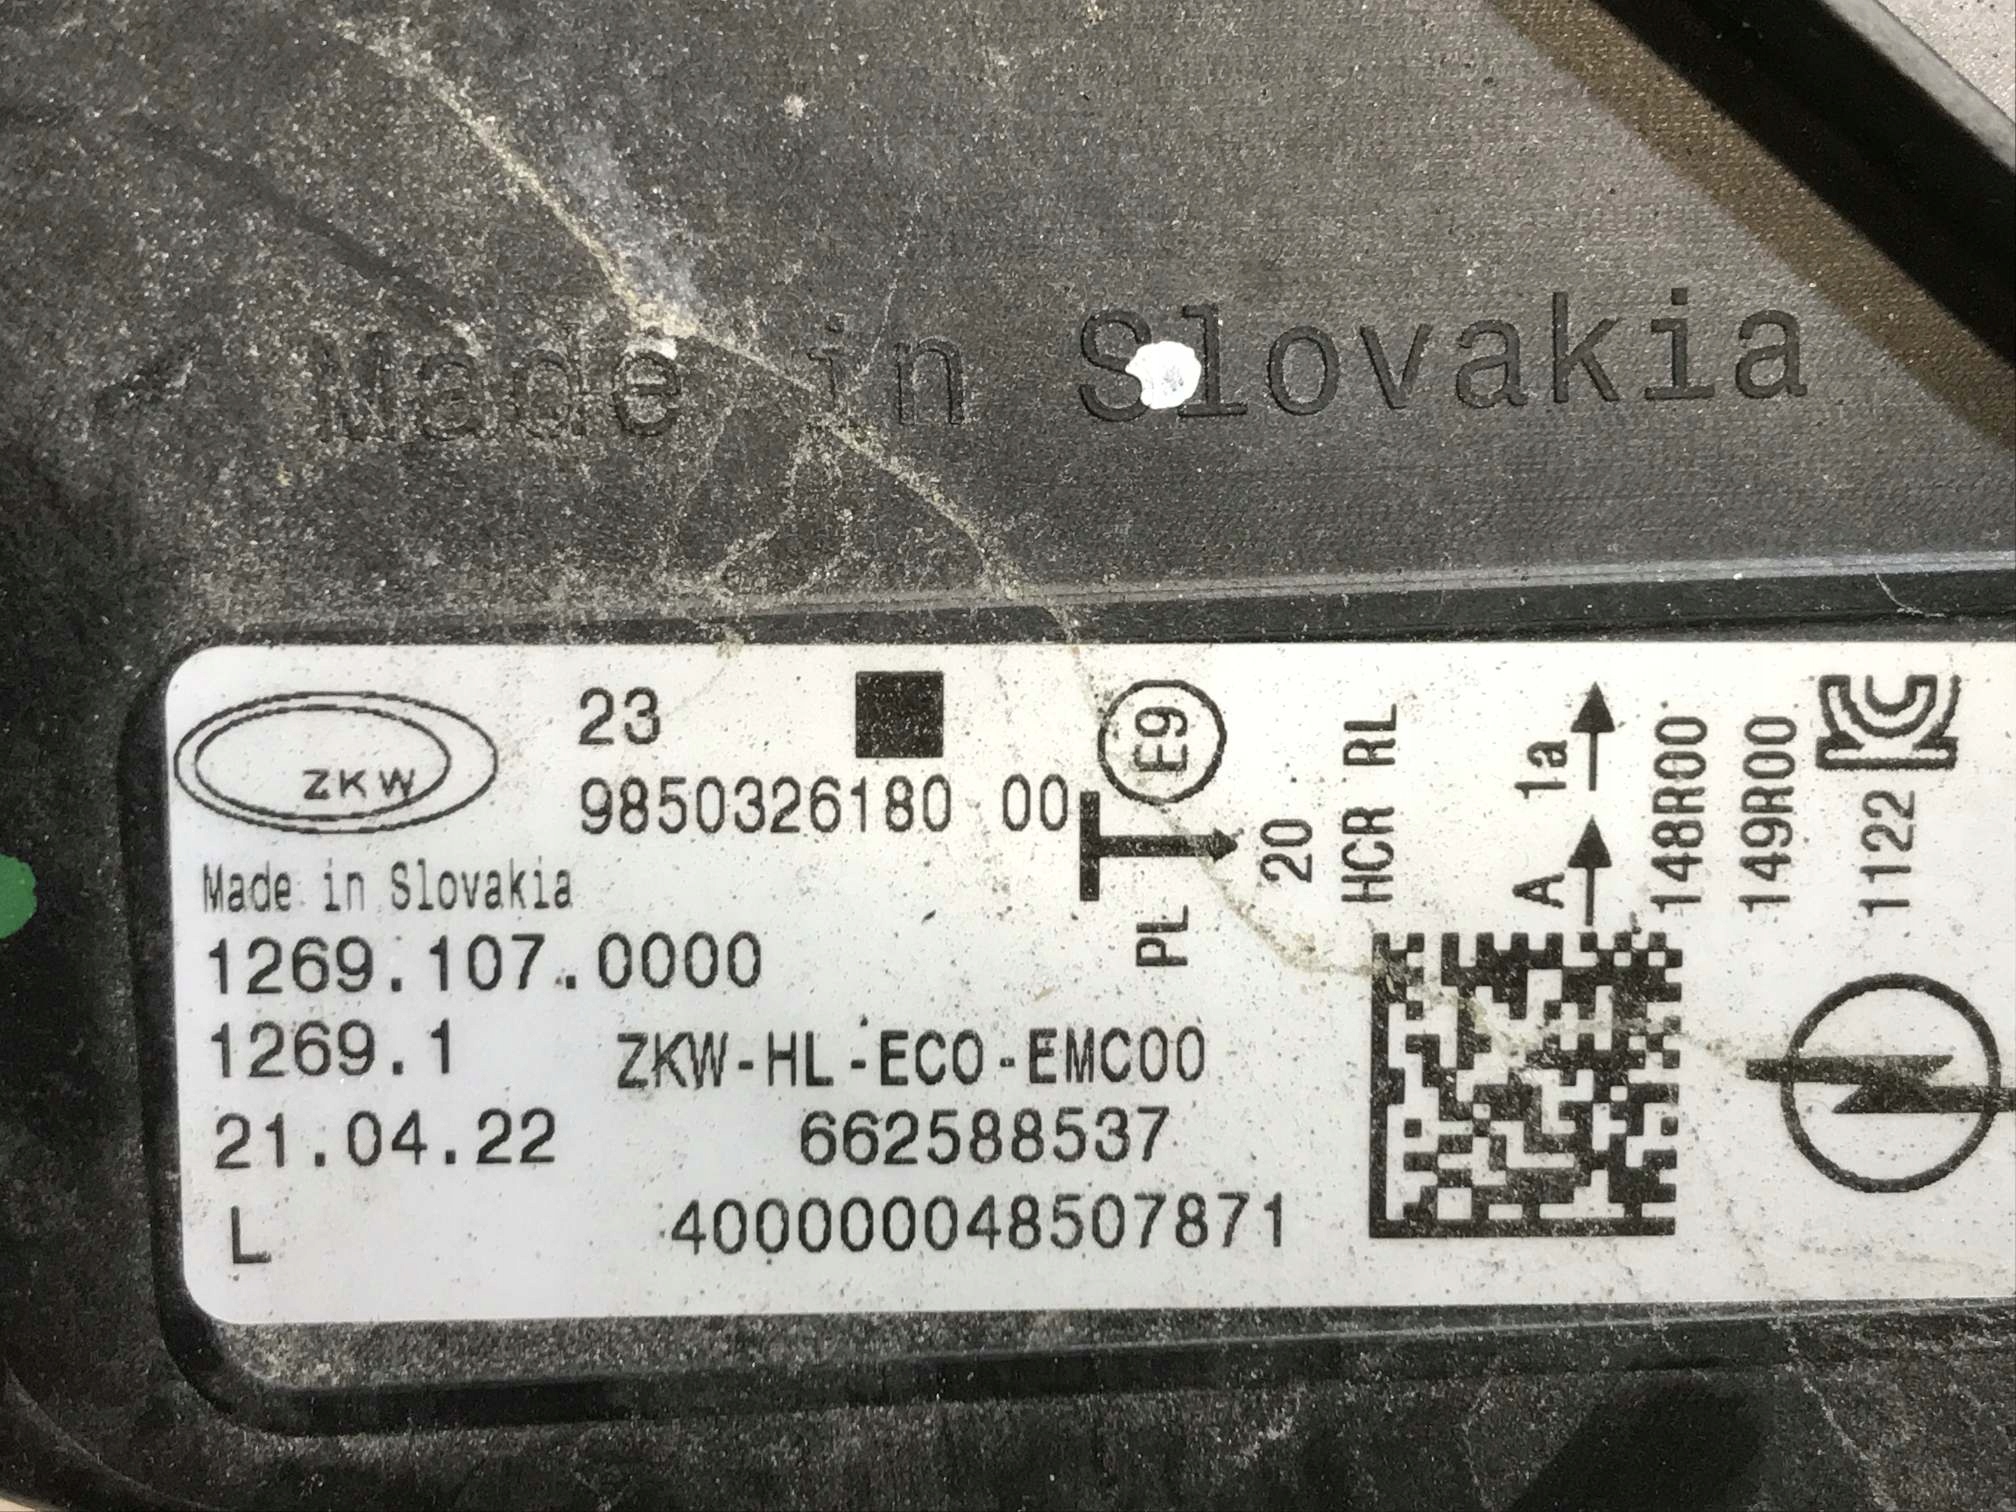 Made in Slovakia
ZKW
23
9850326180 00
Made in Slovakia
1269.107.0000
1269.1 ZKW-HL-ECO-EMC00
21.04.22 662588537
L 400000048507871
E9
PL
20
HCR RL
A 1a
148R00
149R00
1122